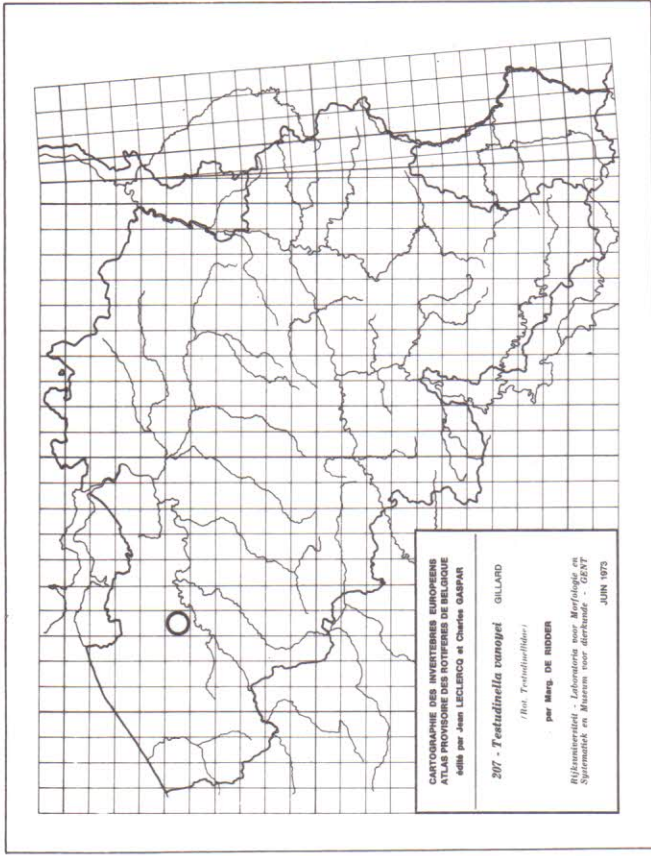 CARTOGRAPHIE DES INVERTEBRES EUROPEENS
ATLAS PROVISOIRE DES ROTIFERES DE BELGIQUE
édité par Jean LECLERCQ et Charles GASPAR
207 - Testudinella vanoyei GILLARD
(Rot. Testudinellidae)
par Marg. DE RIDDER
Rijksuniversiteit - Laboratoria voor Morfologie en
Systematiek en Museum voor dierkunde - GENT
JUIN 1973